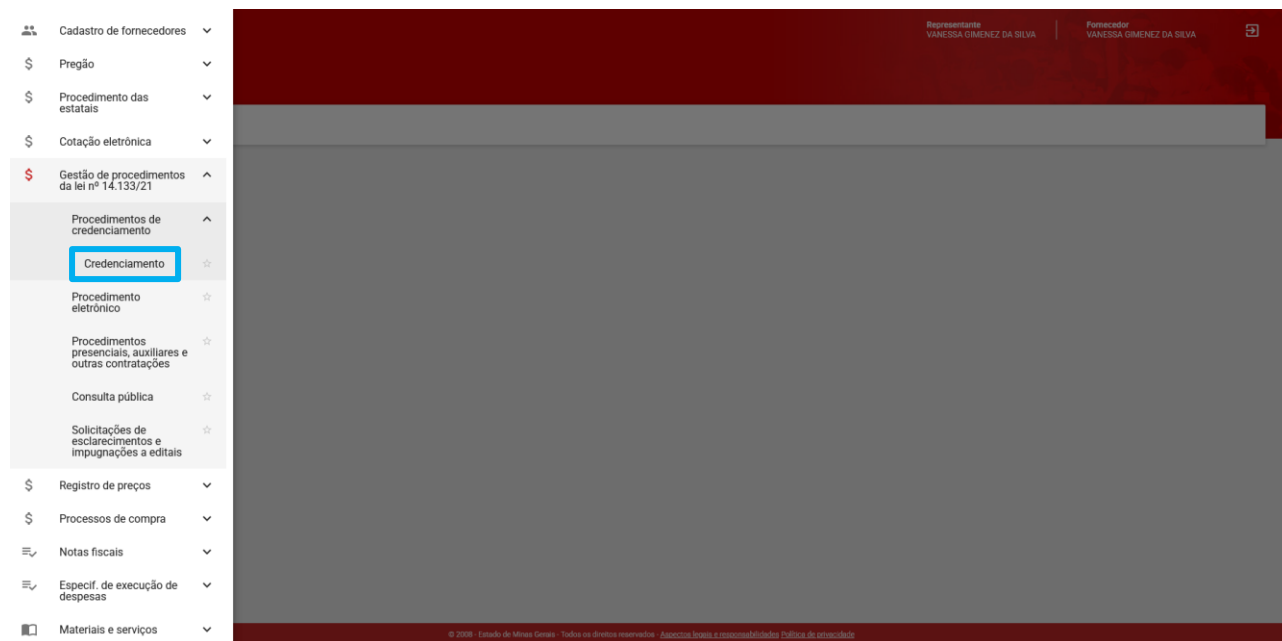 Cadastro de fornecedores
Representante
VANESSA GIMENEZ DA SILVA
Fornecedor
VANESSA GIMENEZ DA SILVA
Pregão
Procedimento das
estatais
Cotação eletrônica
Gestão de procedimentos
da lei nº 14.133/21
Procedimentos de
credenciamento
Credenciamento
Procedimento
eletrônico
Procedimentos
presenciais, auxiliares e
outras contratações
Consulta pública
Solicitações de
esclarecimentos e
impugnações a editais
Registro de preços
Processos de compra
Notas fiscais
Especif. de execução de
despesas
Materiais e serviços
© 2008 - Estado de Minas Gerais - Todos os direitos reservados - Aspectos legais e responsabilidades Política de privacidade